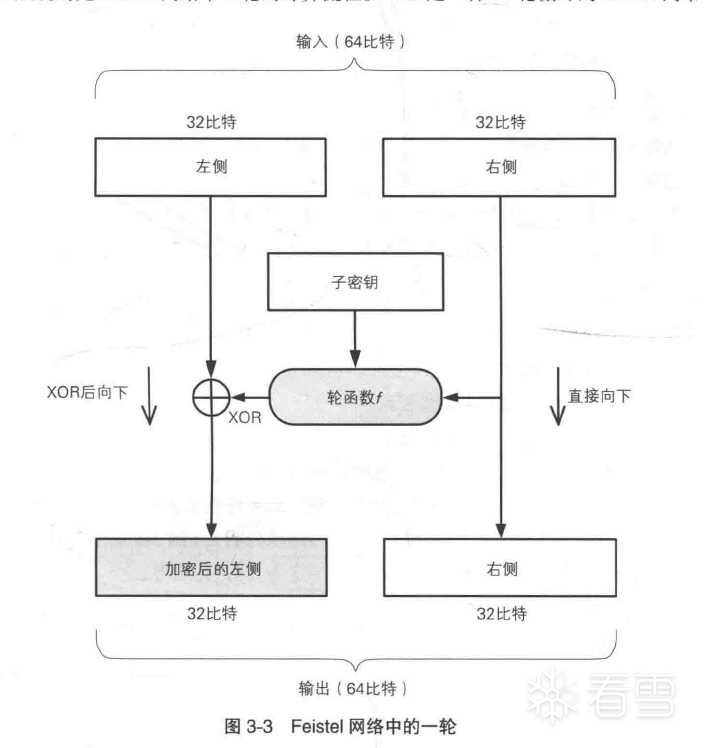 输入（64比特）
32比特
32比特
左侧
右侧
子密钥
XOR后向下
轮函数f
直接向下
XOR
加密后的左侧
右侧
32比特
32比特
输出（64比特）
看雪
图 3-3 Feistel 网络中的一轮